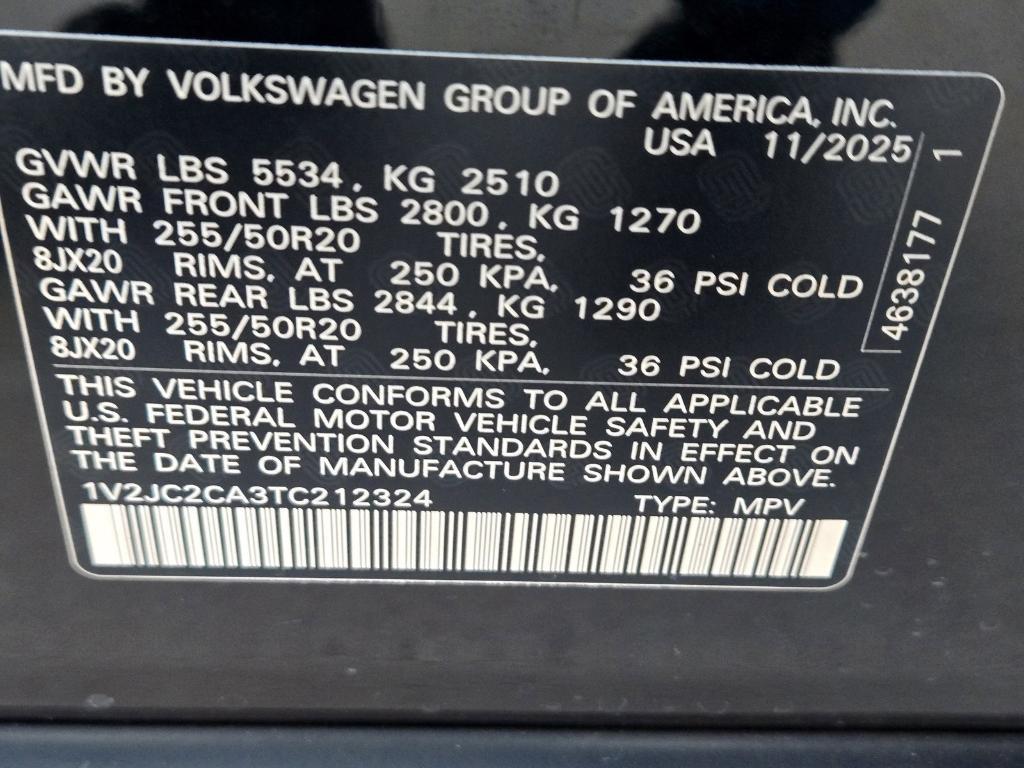 MFD BY VOLKSWAGEN GROUP OF AMERICA, INC.
USA 11/2025
GVWR LBS 5534, KG 2510
GAWR FRONT LBS 2800, KG 1270
WITH 255/50R20 TIRES,
8JX20 RIMS, AT 250 KPA, 36 PSI COLD
GAWR REAR LBS 2844, KG 1290
WITH 255/50R20 TIRES,
8JX20 RIMS, AT 250 KPA, 36 PSI COLD
4638177 1
THIS VEHICLE CONFORMS TO ALL APPLICABLE
U.S. FEDERAL MOTOR VEHICLE SAFETY AND
THEFT PREVENTION STANDARDS IN EFFECT ON
THE DATE OF MANUFACTURE SHOWN ABOVE.
1V2JC2CA3TC212324 TYPE: MPV